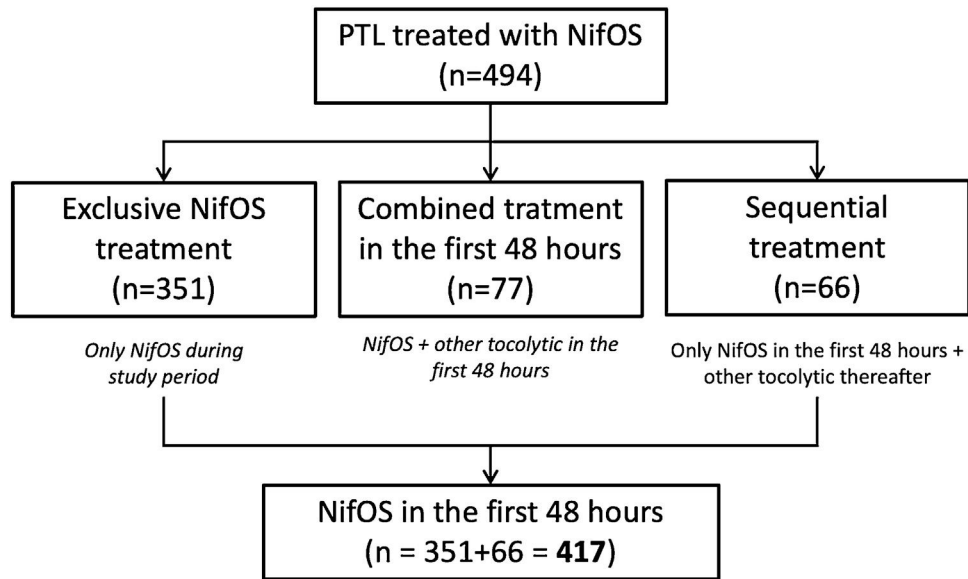 PTL treated with NifOS
(n=494)
Exclusive NifOS
treatment
(n=351)
Combined tratment
in the first 48 hours
(n=77)
Sequential
treatment
(n=66)
Only NifOS during
study period
NifOS + other tocolytic in the
first 48 hours
Only NifOS in the first 48 hours +
other tocolytic thereafter
NifOS in the first 48 hours
(n = 351+66 = 417)